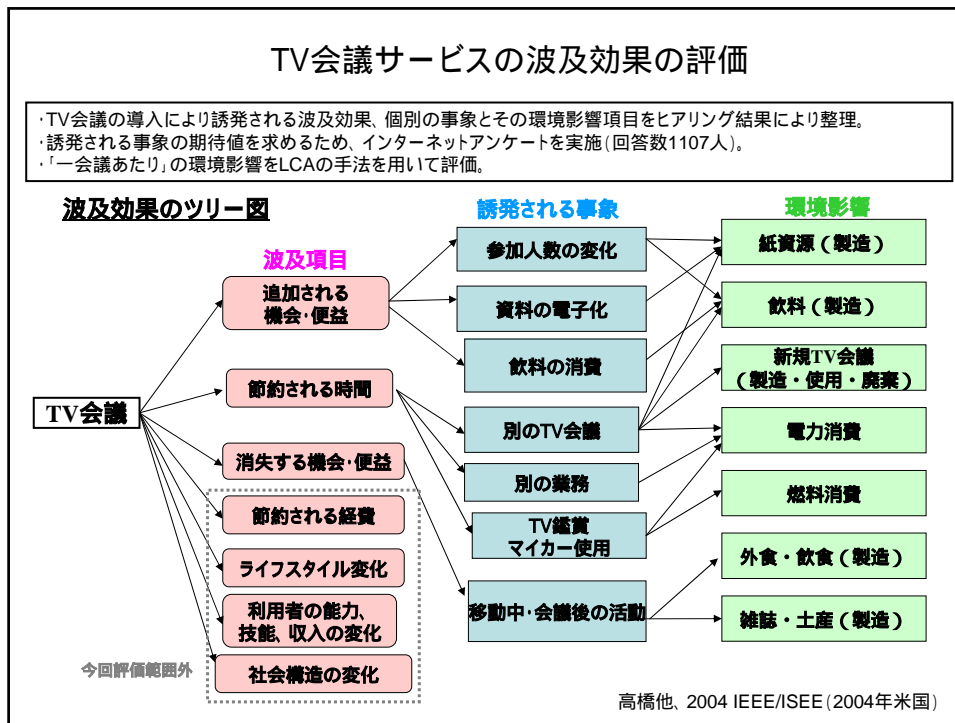 TV会議サービスの波及効果の評価
・TV会議の導入により誘発される波及効果、個別の事象とその環境影響項目をヒアリング結果により整理。
・誘発される事象の期待値を求めるため、インターネットアンケートを実施(回答数1107人)。
・「一会議あたり」の環境影響をLCAの手法を用いて評価。
波及効果のツリー図
波及項目
誘発される事象
環境影響
TV会議
追加される
機会・便益
節約される時間
消失する機会・便益
節約される経費
ライフスタイル変化
利用者の能力、
技能、収入の変化
社会構造の変化
今回評価範囲外
参加人数の変化
資料の電子化
飲料の消費
別のTV会議
別の業務
TV鑑賞
マイカー使用
移動中・会議後の活動
紙資源(製造)
飲料(製造)
新規TV会議
(製造・使用・廃棄)
電力消費
燃料消費
外食・飲食(製造)
雑誌・土産(製造)
高橋他、2004 IEEE/ISEE(2004年米国)